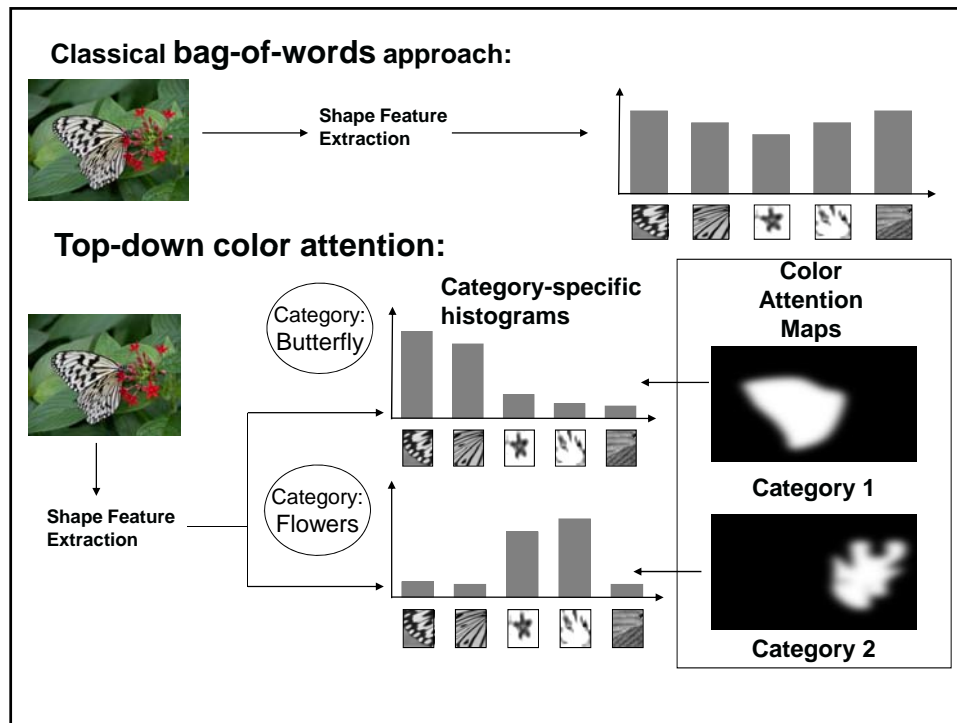 Classical bag-of-words approach:
Shape Feature
Extraction
Top-down color attention:
Category:
Butterfly
Category-specific
histograms
Color
Attention
Maps
Category 1
Shape Feature
Extraction
Category:
Flowers
Category 2